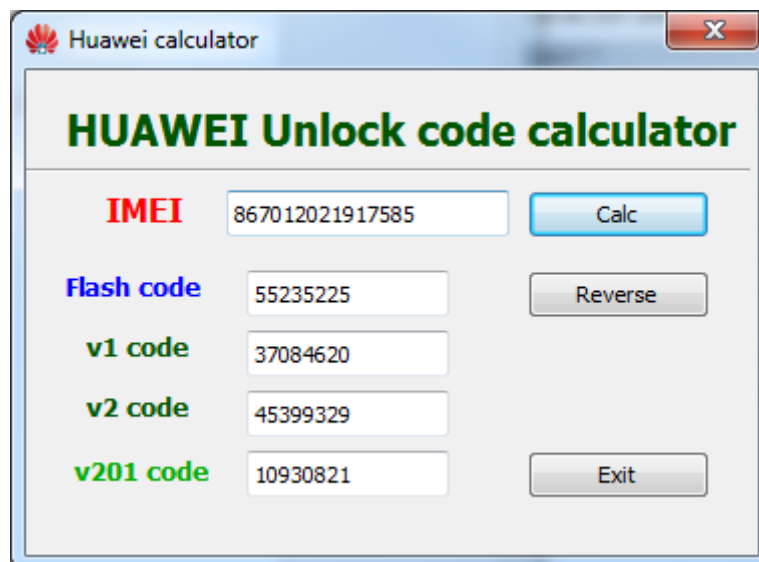 Huawei calculator
HUAWEI Unlock code calculator
IMEI 867012021917585 Calc
Flash code 55235225 Reverse
v1 code 37084620
v2 code 45399329
v201 code 10930821 Exit